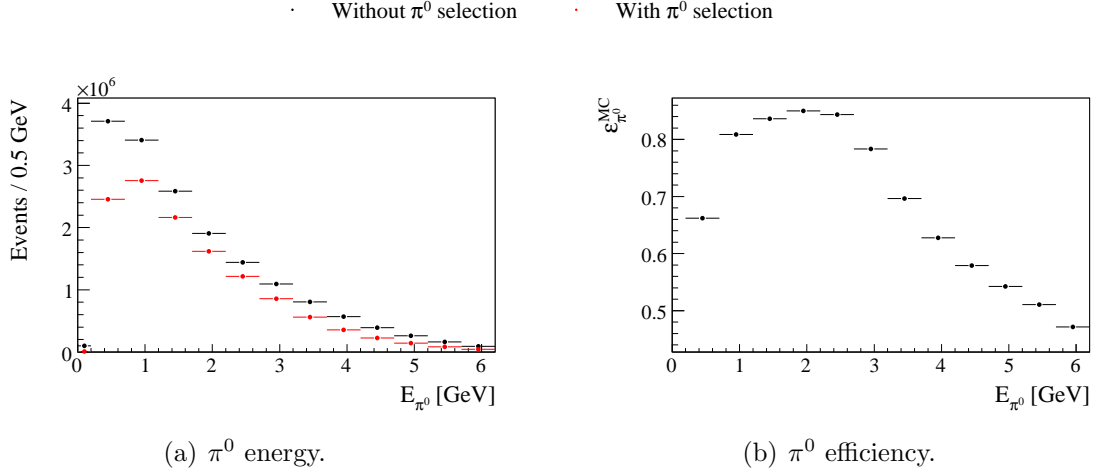 Without π⁰ selection With π⁰ selection
×10⁶
Events / 0.5 GeV
4
3
2
1
0
0 1 2 3 4 5 6
E_π⁰ [GeV]
(a) π⁰ energy.
ε_π⁰^MC
0.8
0.7
0.6
0.5
0 1 2 3 4 5 6
E_π⁰ [GeV]
(b) π⁰ efficiency.